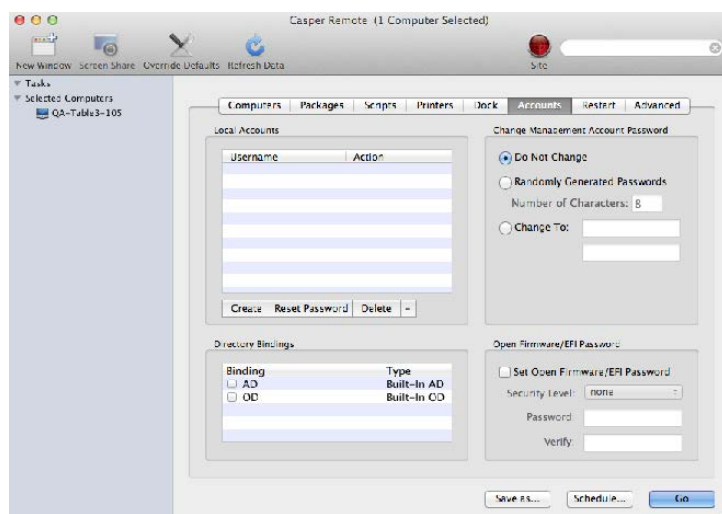 Casper Remote (1 Computer Selected)
New Window Screen Share Override Defaults Refresh Data Site
Tasks
Selected Computers
QA-Table3-105
Computers Packages Scripts Printers Dock Accounts Restart Advanced
Local Accounts
Username Action
Create Reset Password Delete -
Change Management Account Password
Do Not Change
Randomly Generated Passwords
Number of Characters: 8
Change To:
Directory Bindings
Binding Type
AD Built-In AD
OD Built-In OD
Open Firmware/EFI Password
Set Open Firmware/EFI Password
Security Level: none
Password:
Verify:
Save as... Schedule... Go